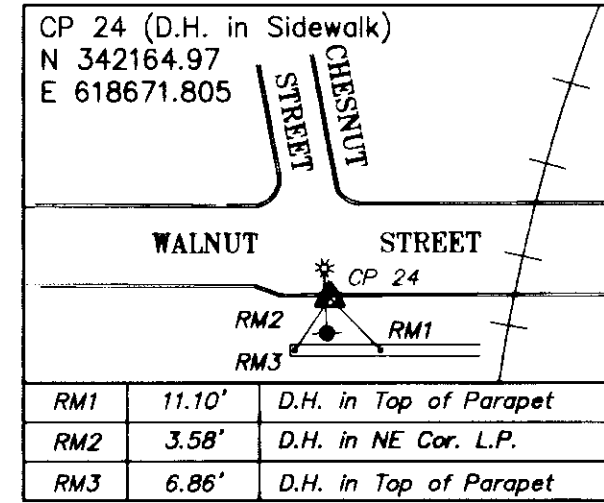 CP 24 (D.H. in Sidewalk)
N 342164.97
E 618671.805
STREET
CHESNUT
WALNUT STREET
CP 24
RM2
RM1
RM3
RM1 11.10' D.H. in Top of Parapet
RM2 3.58' D.H. in NE Cor. L.P.
RM3 6.86' D.H. in Top of Parapet